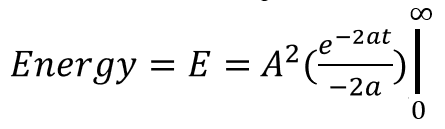 Energy = E = A²(e^{-2at}/-2a)|₀^∞